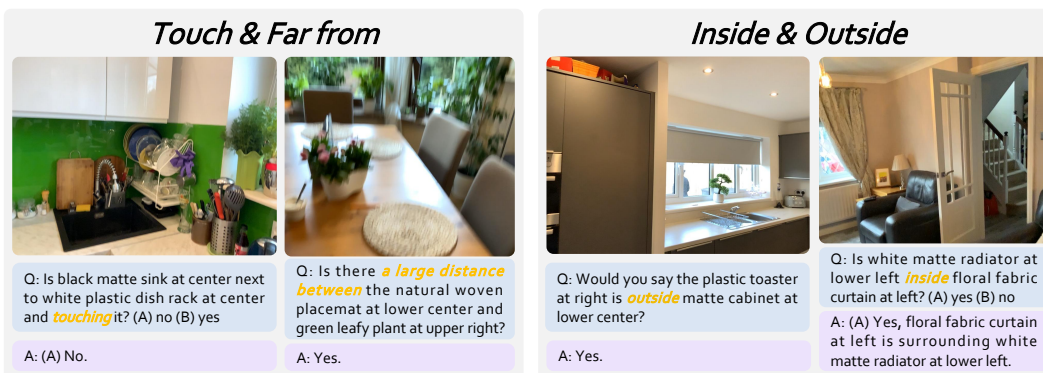 Touch & Far from
Q: Is black matte sink at center next
to white plastic dish rack at center
and touching it? (A) no (B) yes
A: (A) No.
Q: Is there a large distance
between the natural woven
placemat at lower center and
green leafy plant at upper right?
A: Yes.
Inside & Outside
Q: Would you say the plastic toaster
at right is outside matte cabinet at
lower center?
A: Yes.
Q: Is white matte radiator at
lower left inside floral fabric
curtain at left? (A) yes (B) no
A: (A) Yes, floral fabric curtain
at left is surrounding white
matte radiator at lower left.